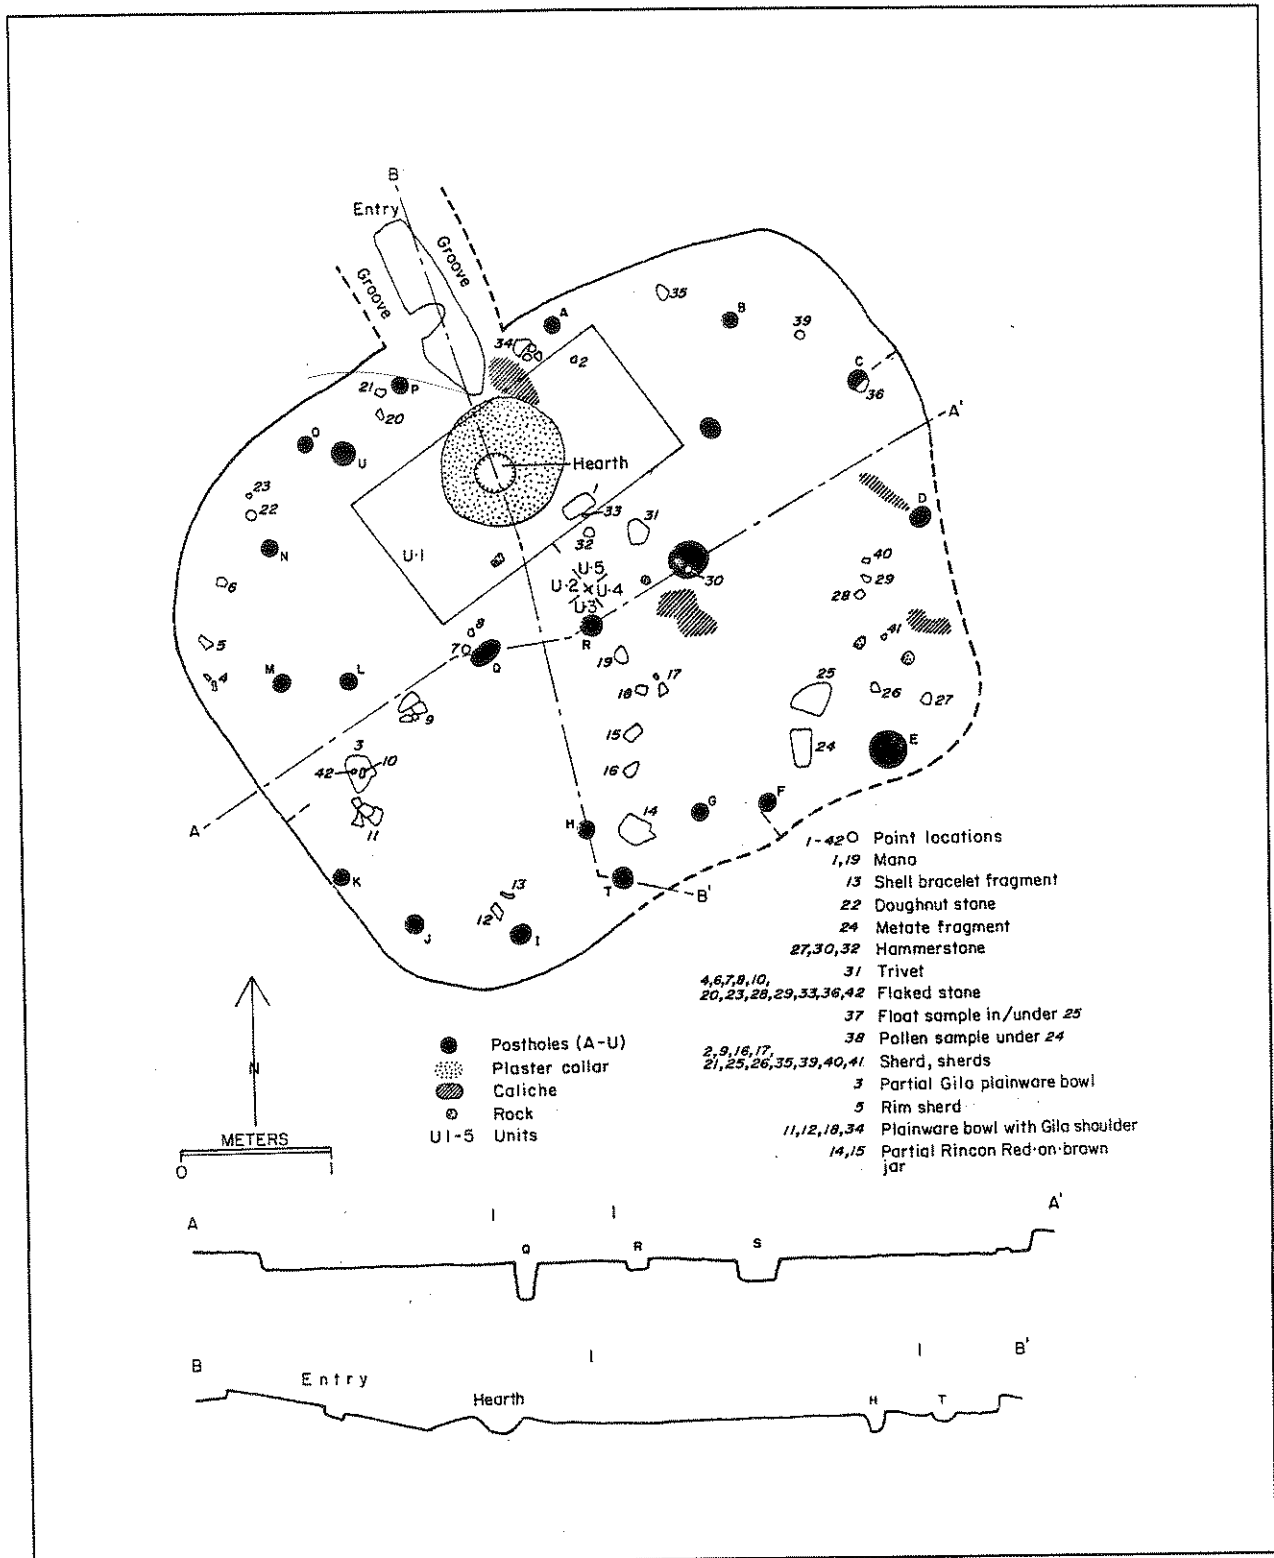 B
Entry
Groove
Groove
A
35
B
39
34
2
C
36
21
P
20
A'
O
U
Hearth
23
22
33
31
D
N
32
U·1
U·5
30
40
6
U·2 x U·4
29
U·3
28
8
R
41
5
7
Q
19
17
25
4
M
L
18
26
27
9
15
3
E
42
10
16
24
F
G
14
H
11
A
K
T
B'
13
12
J
I
1-42 Point locations
1,19 Mano
13 Shell bracelet fragment
22 Doughnut stone
24 Metate fragment
27,30,32 Hammerstone
31 Trivet
4,6,7,8,10,
20,23,28,29,33,36,42 Flaked stone
37 Float sample in/under 25
38 Pollen sample under 24
2,9,16,17,
21,25,26,35,39,40,41 Sherd, sherds
3 Partial Gila plainware bowl
5 Rim sherd
11,12,18,34 Plainware bowl with Gila shoulder
14,15 Partial Rincon Red-on-brown
jar
Postholes (A-U)
Plaster collar
Caliche
Rock
U1-5 Units
N
METERS
0 1
A A'
Q R S
B B'
Entry
Hearth H T